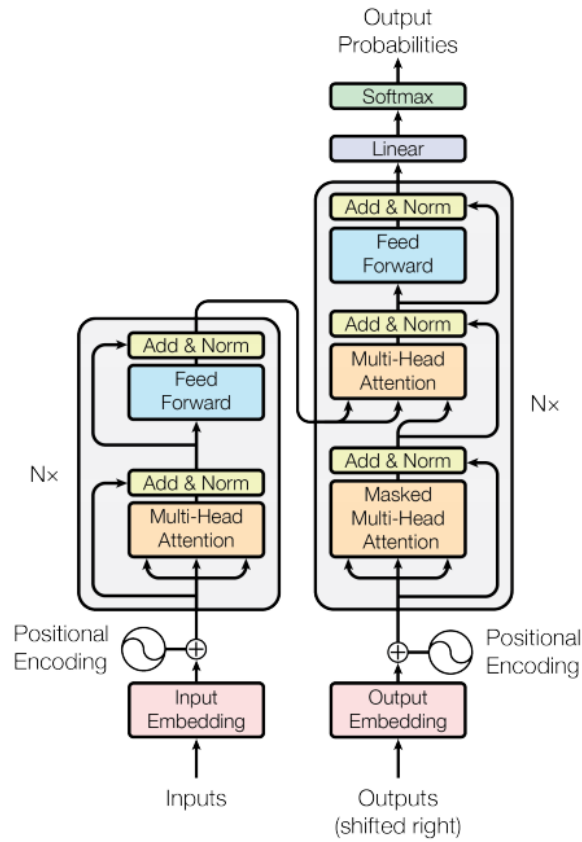 Output
Probabilities
Softmax
Linear
Add & Norm
Feed
Forward
Add & Norm
Multi-Head
Attention
Add & Norm
Masked
Multi-Head
Attention
Nx
Add & Norm
Feed
Forward
Add & Norm
Multi-Head
Attention
Nx
Positional
Encoding
Positional
Encoding
Input
Embedding
Output
Embedding
Inputs
Outputs
(shifted right)